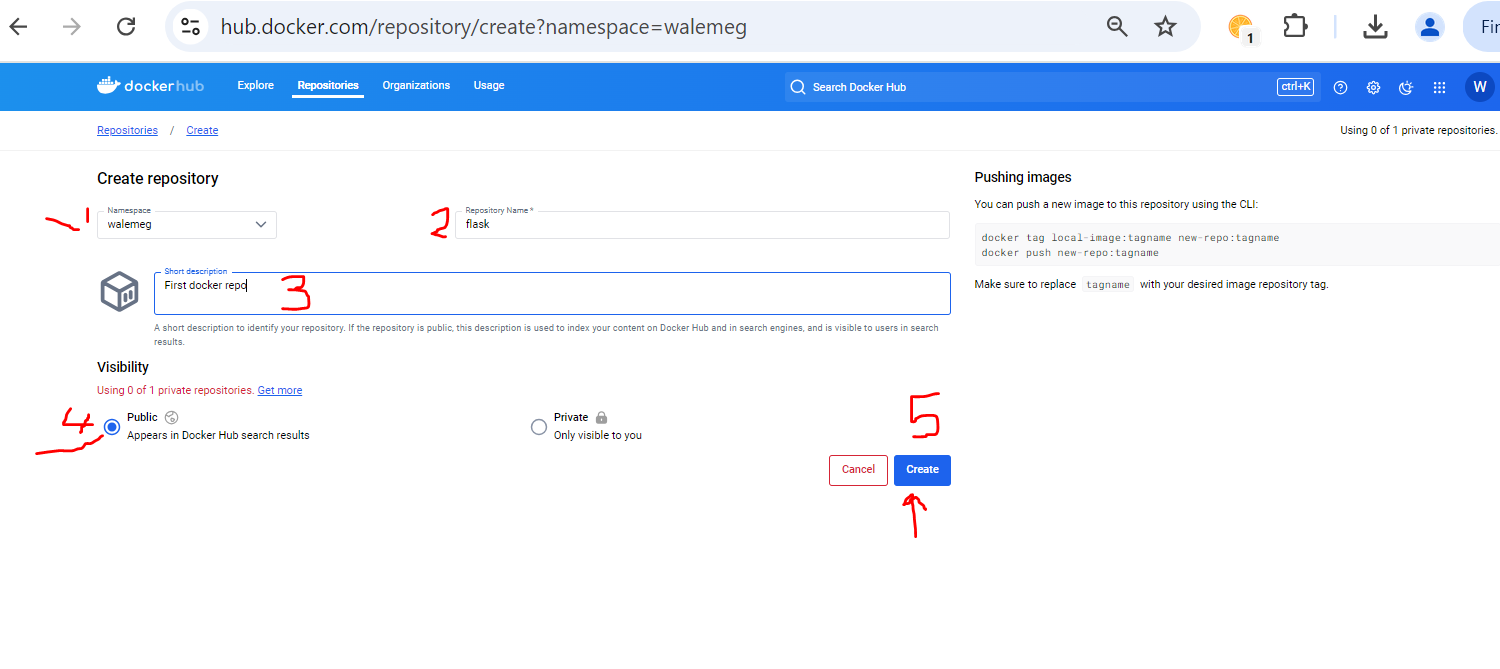 hub.docker.com/repository/create?namespace=walemeg
1
Fir
dockerhub
Explore
Repositories
Organizations
Usage
Search Docker Hub
ctrl+K
W
Repositories / Create
Using 0 of 1 private repositories.
Create repository
1
Namespace
walemeg
2
Repository Name *
flask
Short description
First docker repo
3
A short description to identify your repository. If the repository is public, this description is used to index your content on Docker Hub and in search engines, and is visible to users in search
results.
Visibility
Using 0 of 1 private repositories. Get more
4
Public
Appears in Docker Hub search results
Private
Only visible to you
5
Cancel
Create
Pushing images
You can push a new image to this repository using the CLI:
docker tag local-image:tagname new-repo:tagname
docker push new-repo:tagname
Make sure to replace tagname with your desired image repository tag.